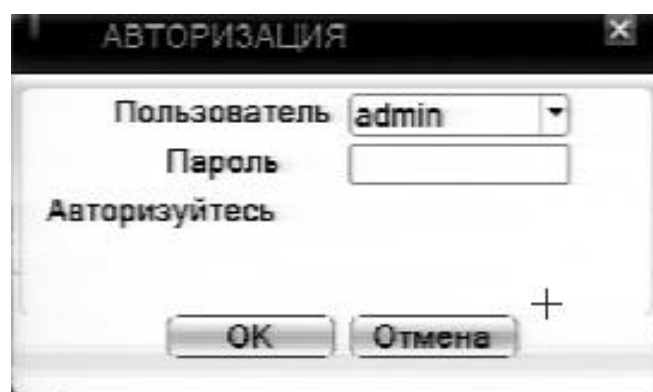 АВТОРИЗАЦИЯ
Пользователь admin
Пароль
Авторизуйтесь
OK Отмена